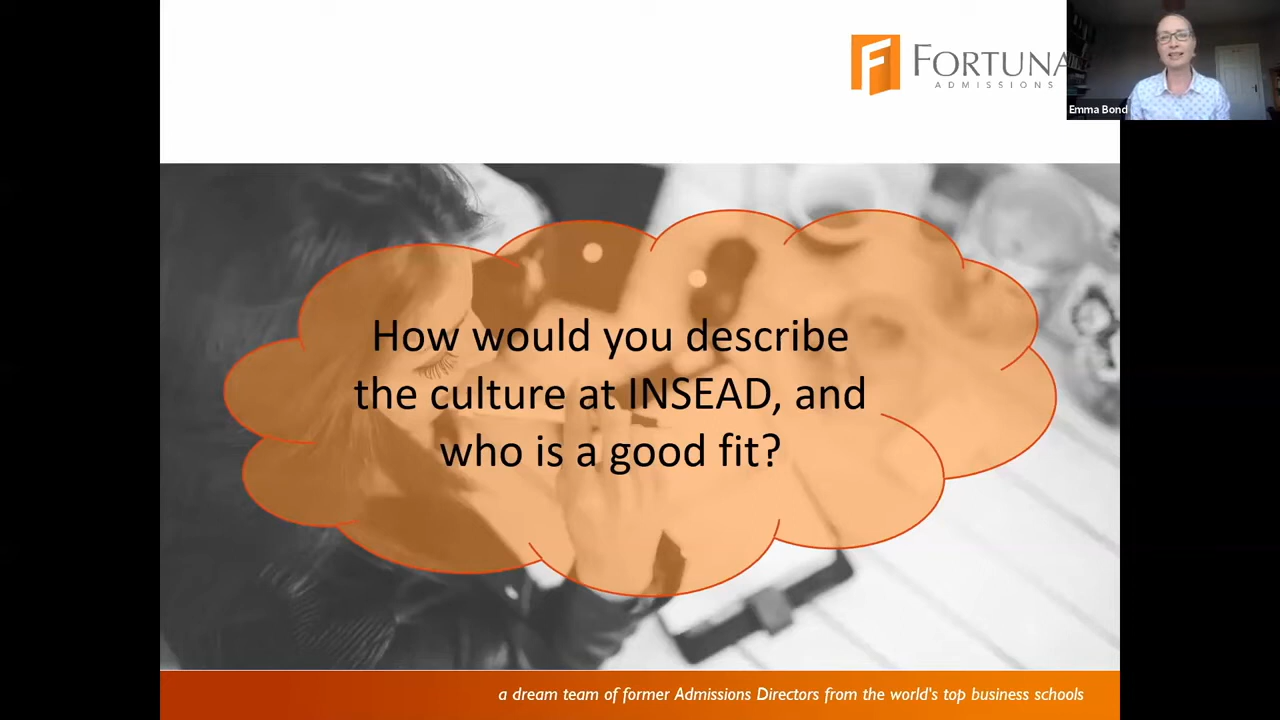 FORTUNA
ADMISSIONS
Emma Bond
How would you describe
the culture at INSEAD, and
who is a good fit?
a dream team of former Admissions Directors from the world's top business schools